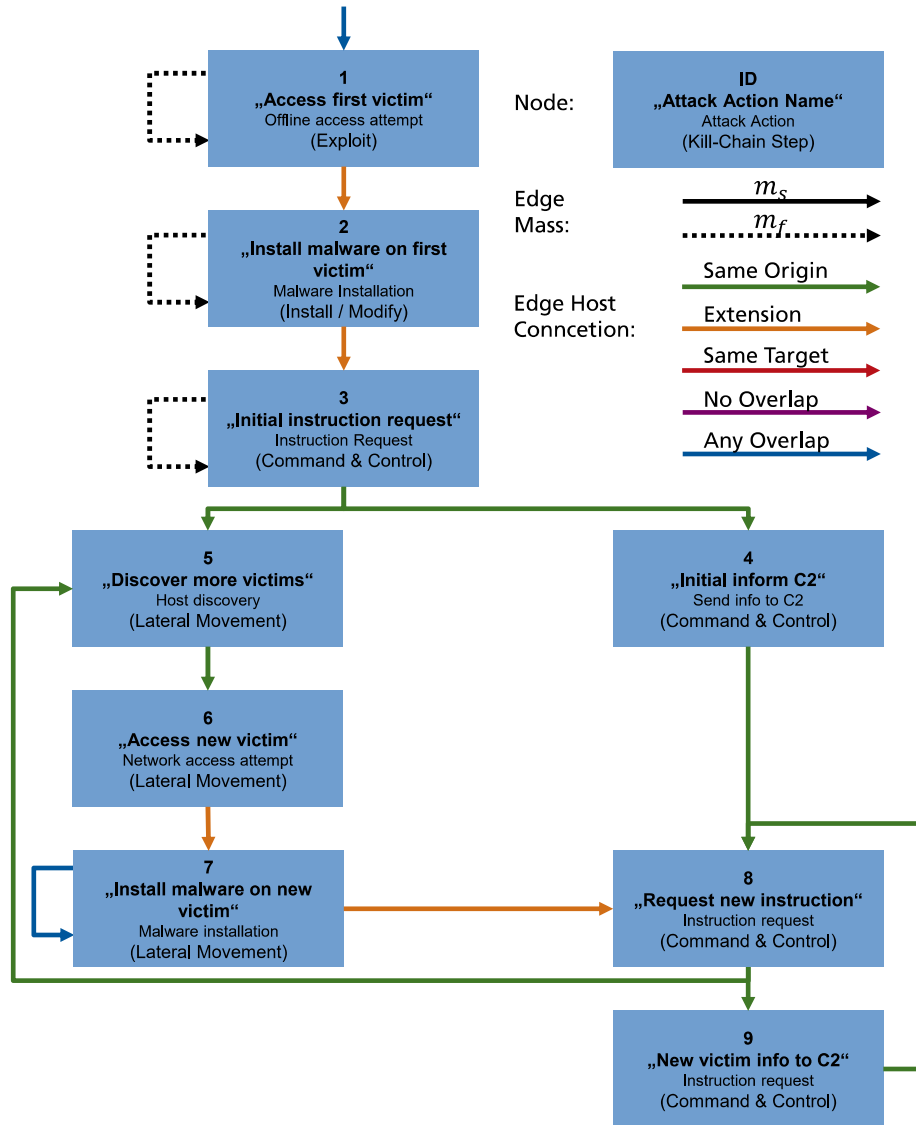 1
„Access first victim“
Offline access attempt
(Exploit)
Node:
ID
„Attack Action Name“
Attack Action
(Kill-Chain Step)
2
„Install malware on first
victim“
Malware Installation
(Install / Modify)
Edge
Mass:
mₛ
m_f
Edge Host
Conncetion:
Same Origin
Extension
Same Target
No Overlap
Any Overlap
3
„Initial instruction request“
Instruction Request
(Command & Control)
5
„Discover more victims“
Host discovery
(Lateral Movement)
4
„Initial inform C2“
Send info to C2
(Command & Control)
6
„Access new victim“
Network access attempt
(Lateral Movement)
7
„Install malware on new
victim“
Malware installation
(Lateral Movement)
8
„Request new instruction“
Instruction request
(Command & Control)
9
„New victim info to C2“
Instruction request
(Command & Control)